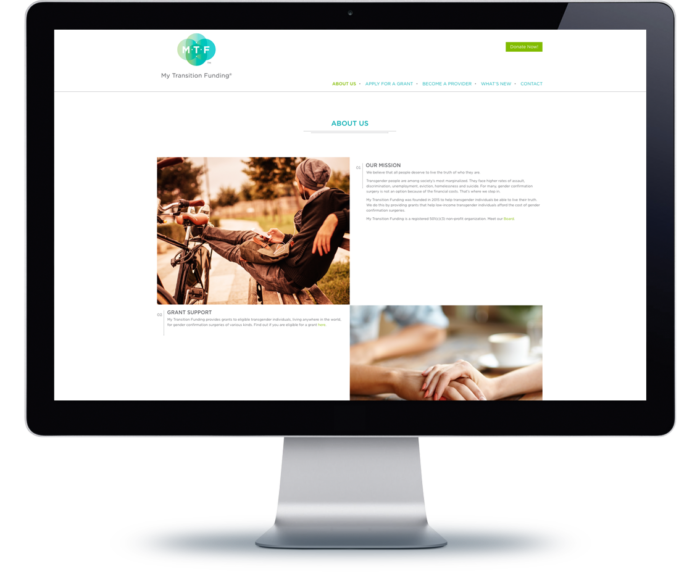 Donate Now!
M·T·F
My Transition Funding®
ABOUT US
APPLY FOR A GRANT
BECOME A PROVIDER
WHAT'S NEW
CONTACT
ABOUT US
OUR MISSION
We believe that all people deserve to live the truth of who they are.
Transgender people are among society's most marginalized. They face higher rates of assault,
discrimination, unemployment, eviction, homelessness and suicide. For many, gender confirmation
surgery is not an option because of the financial costs. That's where we step in.
My Transition Funding was founded in to help transgender individuals be able to live their truth.
We do this by providing grants that help low-income transgender individuals afford the cost of gender
confirmation surgeries.
My Transition Funding is a registered non-profit organization. Meet our
GRANT SUPPORT
My Transition Funding provides grants to eligible transgender individuals, living anywhere in the world,
for gender confirmation surgeries of various kinds. Find out if you are eligible for a grant here.